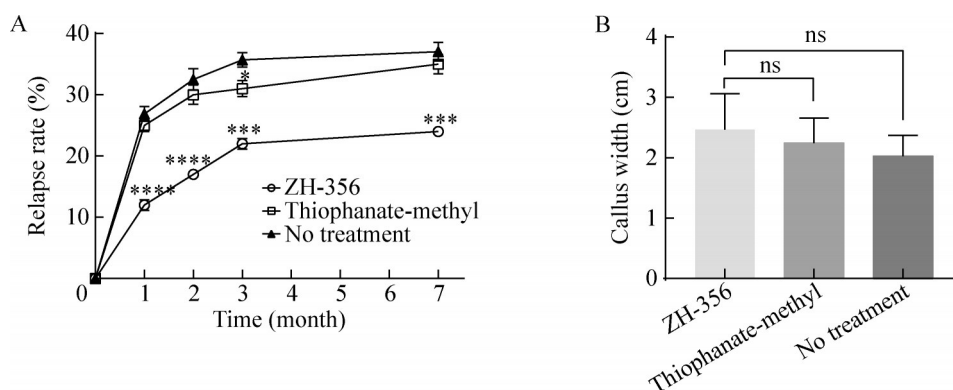 A
Relapse rate (%)
40
30
20
10
0
*
***
***
****
****
ZH-356
Thiophanate-methyl
No treatment
1 2 3 4 5 6 7
Time (month)
B
Callus width (cm)
4
3
2
1
0
ns
ns
ZH-356
Thiophanate-methyl
No treatment